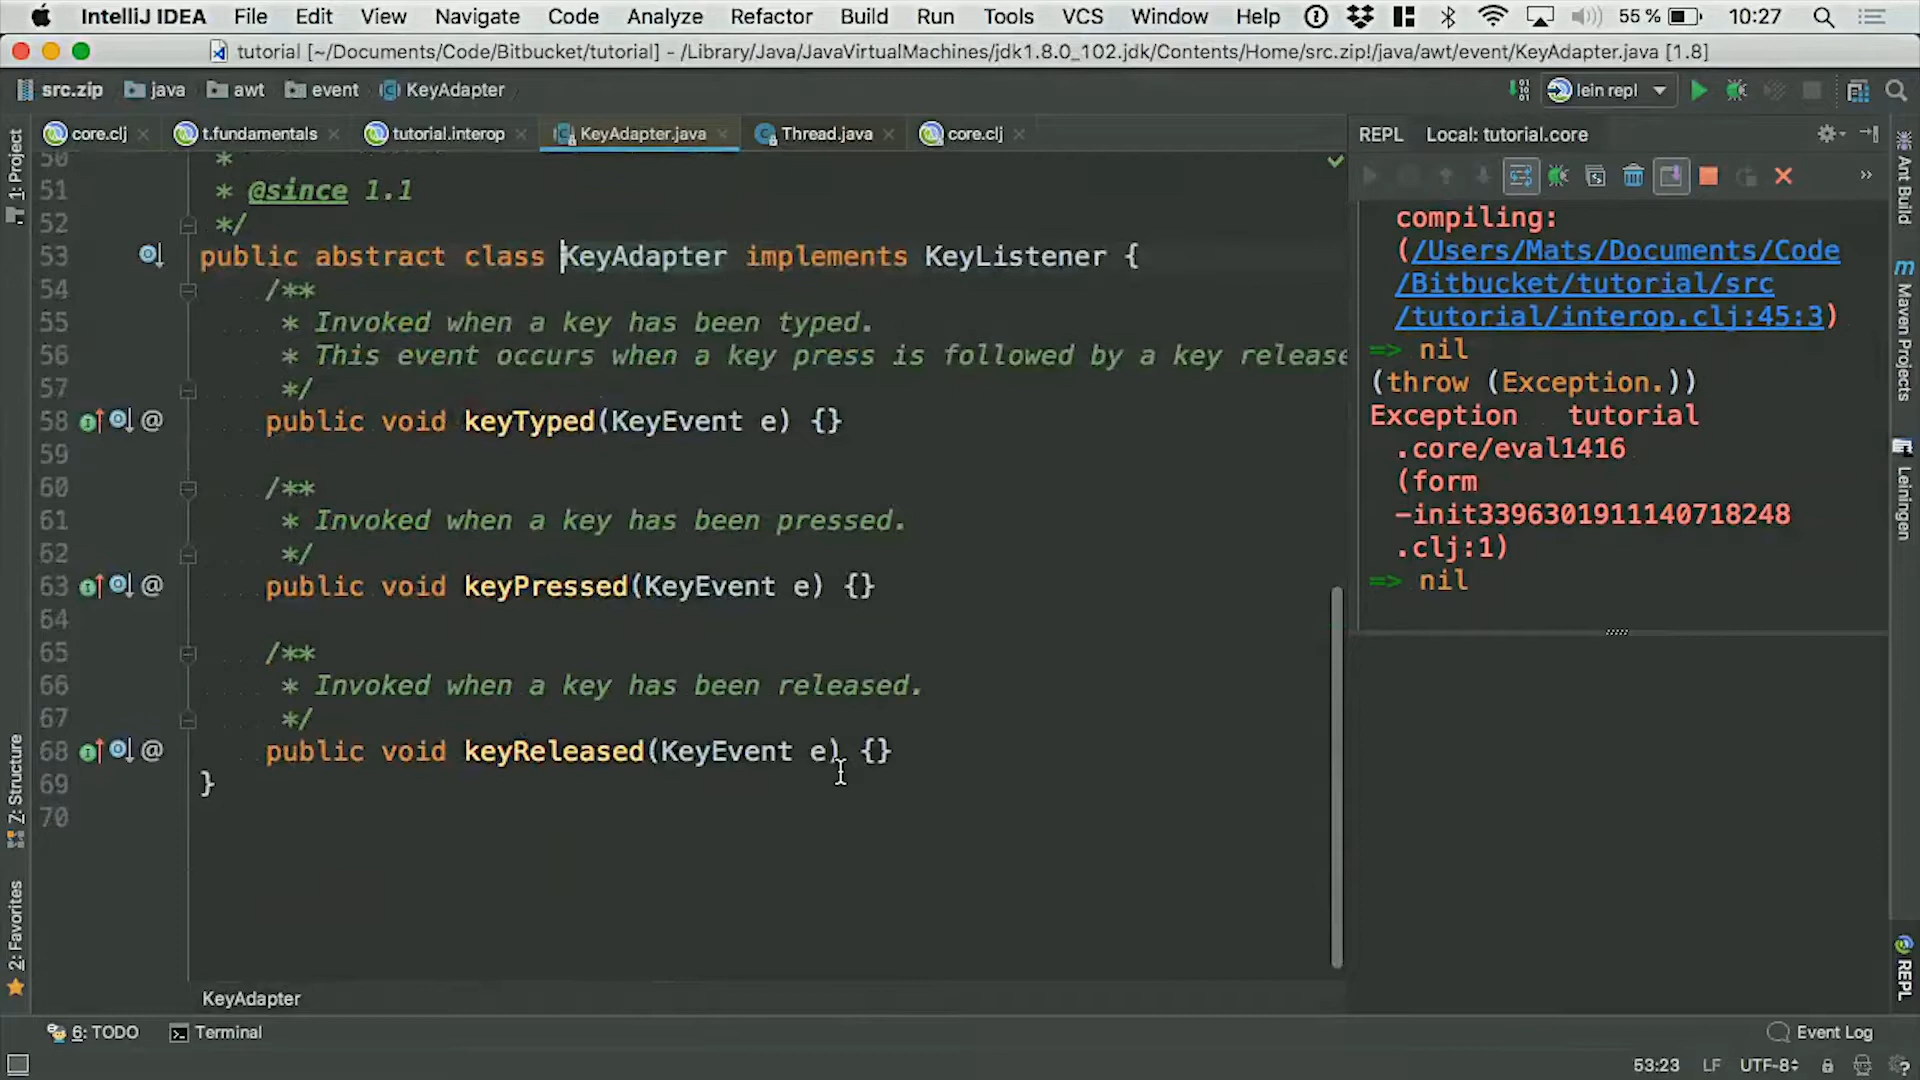 IntelliJ IDEA File Edit View Navigate Code Analyze Refactor Build Run Tools VCS Window Help 55 % 10:27
tutorial [~/Documents/Code/Bitbucket/tutorial] - /Library/Java/JavaVirtualMachines/jdk1.8.0_102.jdk/Contents/Home/src.zip!/java/awt/event/KeyAdapter.java [1.8]
src.zip java awt event KeyAdapter lein repl
core.clj t.fundamentals tutorial.interop KeyAdapter.java Thread.java core.clj
REPL Local: tutorial.core
1: Project
7: Structure
2: Favorites
50 *
51 * @since 1.1
52 */
53 public abstract class KeyAdapter implements KeyListener {
54 /**
55 * Invoked when a key has been typed.
56 * This event occurs when a key press is followed by a key release
57 */
58 @ public void keyTyped(KeyEvent e) {}
59
60 /**
61 * Invoked when a key has been pressed.
62 */
63 @ public void keyPressed(KeyEvent e) {}
64
65 /**
66 * Invoked when a key has been released.
67 */
68 @ public void keyReleased(KeyEvent e) {}
69 }
70
KeyAdapter
compiling:
(/Users/Mats/Documents/Code
/Bitbucket/tutorial/src
/tutorial/interop.clj:45:3)
=> nil
(throw (Exception.))
Exception tutorial
.core/eval1416
(form
-init3396301911140718248
.clj:1)
=> nil
Ant Build
Maven Projects
Leiningen
REPL
6: TODO Terminal Event Log
53:23 LF UTF-8